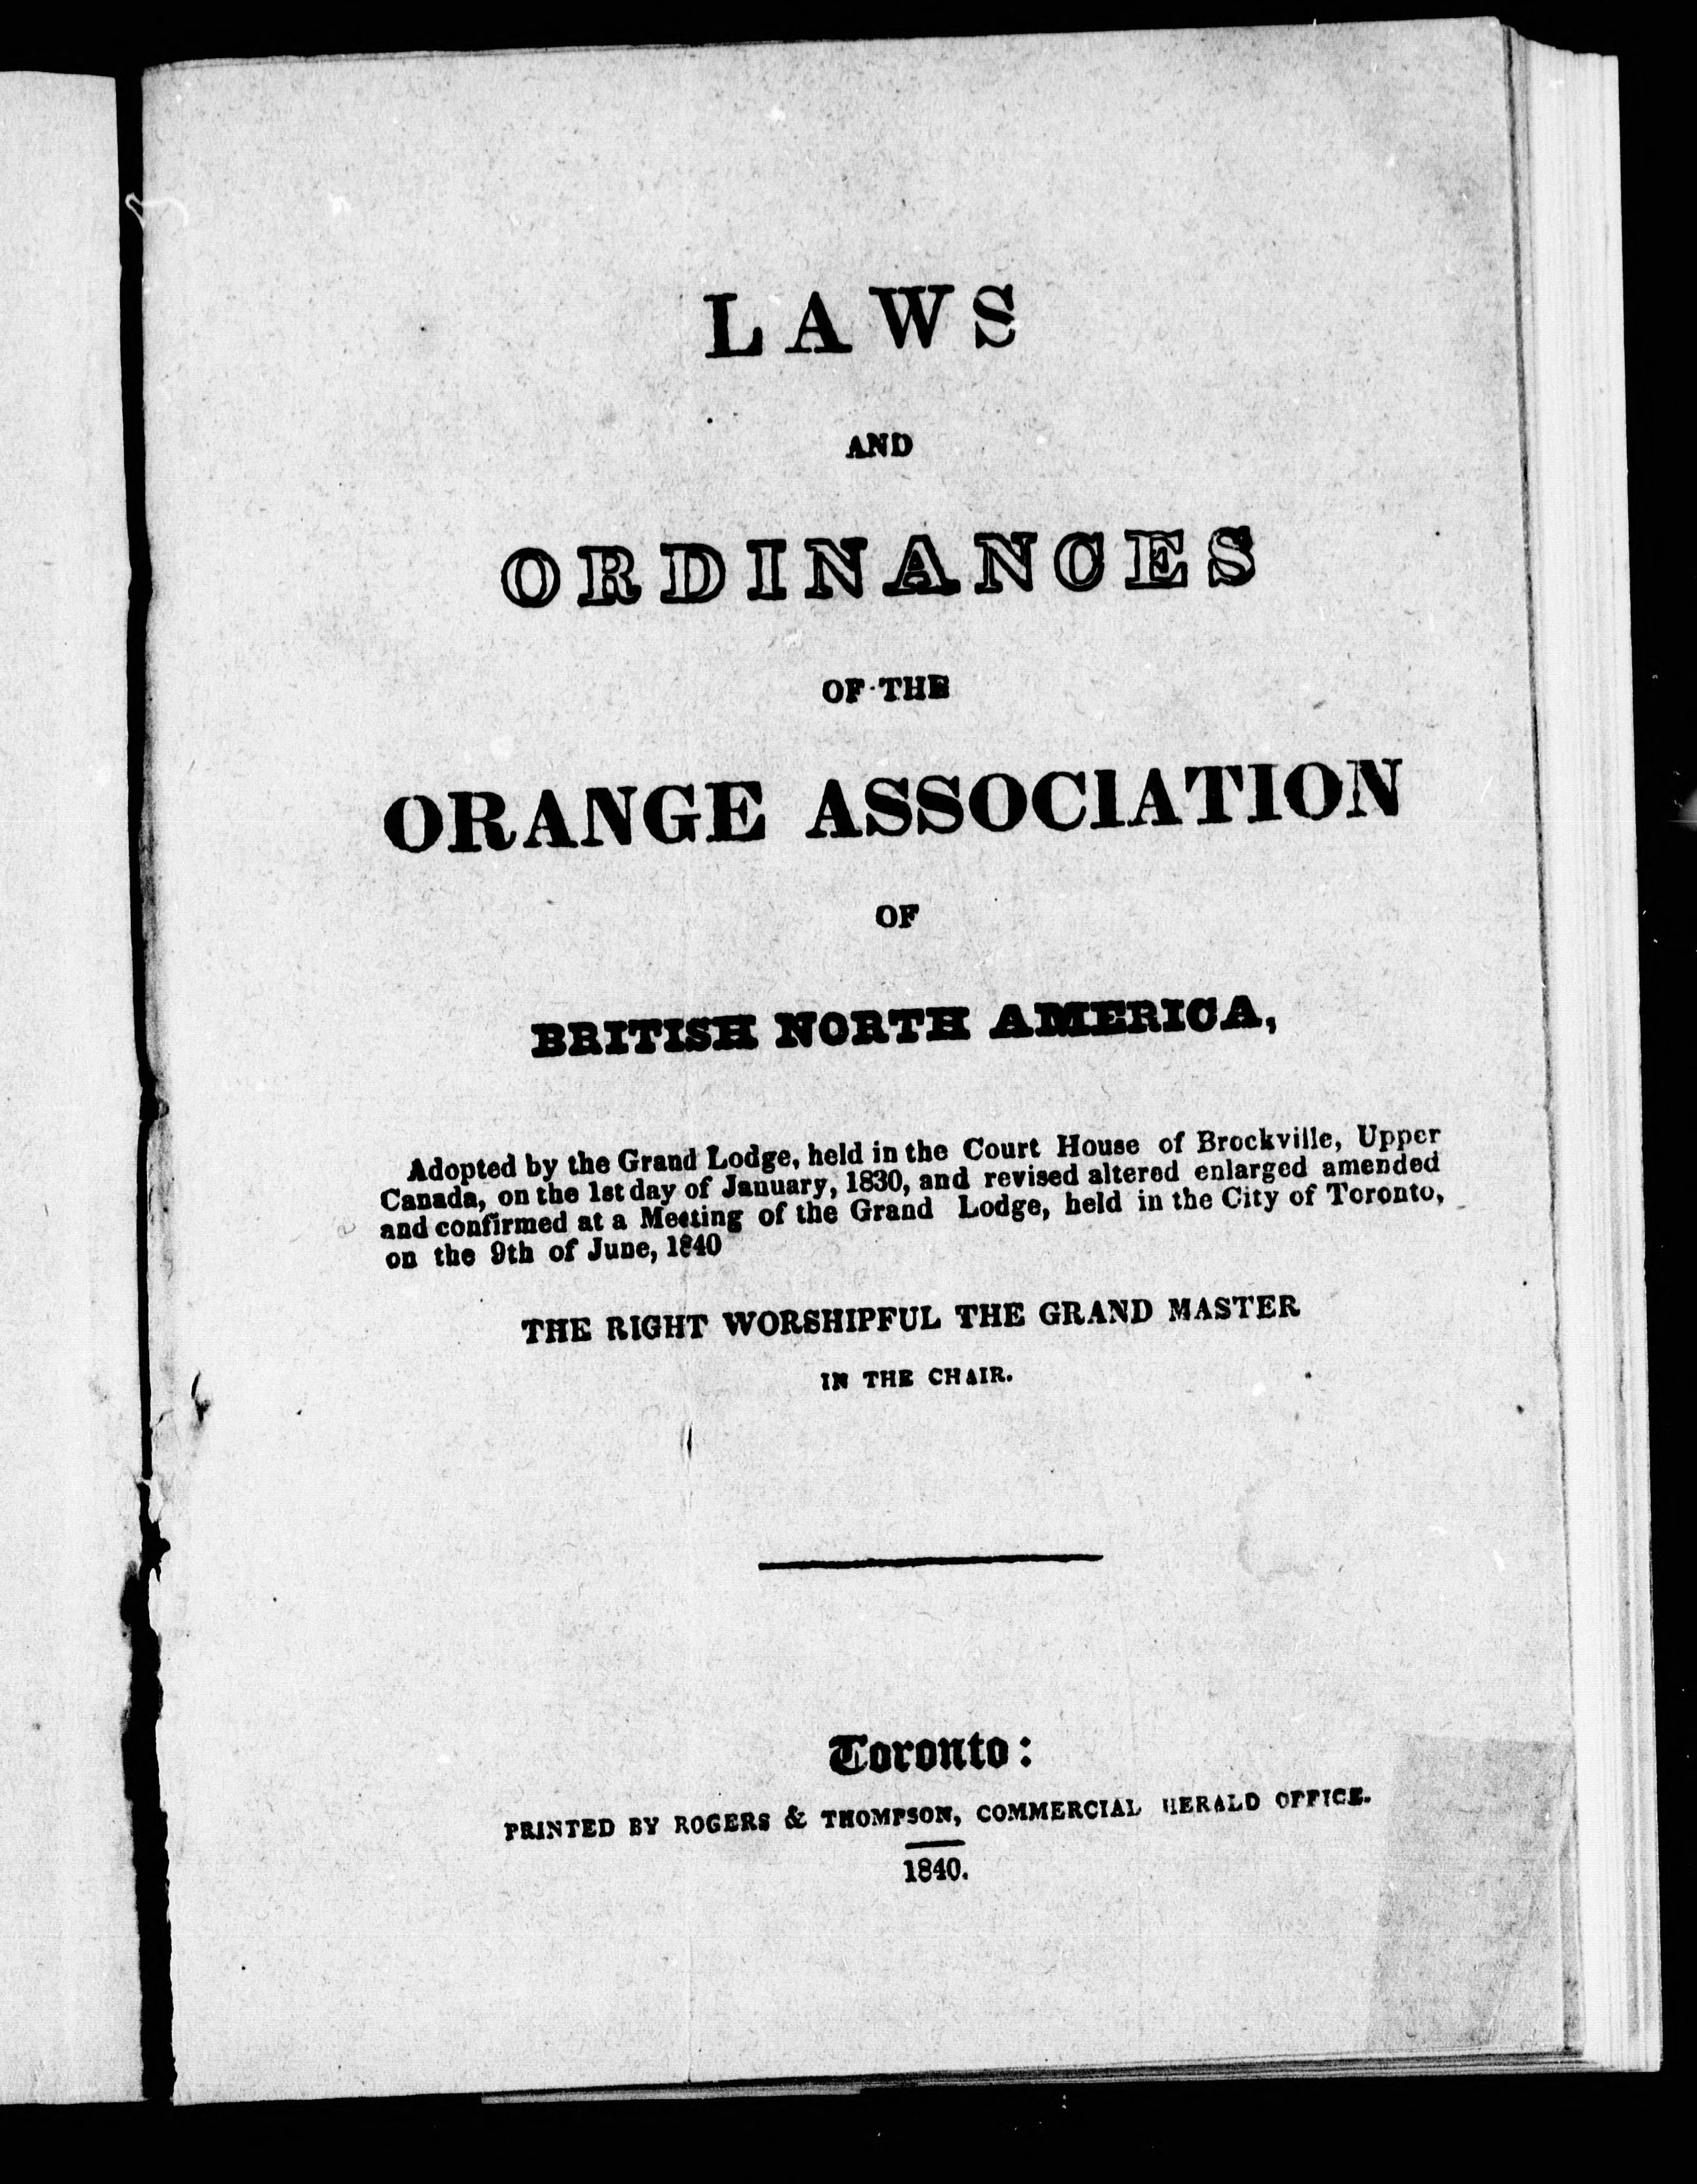 LAWS
AND
ORDINANCES
OF THE
ORANGE ASSOCIATION
OF
BRITISH NORTH AMERICA,
Adopted by the Grand Lodge, held in the Court House of Brockville, Upper
Canada, on the 1st day of January, 1830, and revised altered enlarged amended
and confirmed at a Meeting of the Grand Lodge, held in the City of Toronto,
on the 9th of June, 1840
THE RIGHT WORSHIPFUL THE GRAND MASTER
IN THE CHAIR.
Toronto:
PRINTED BY ROGERS & THOMPSON, COMMERCIAL HERALD OFFICE.
1840.